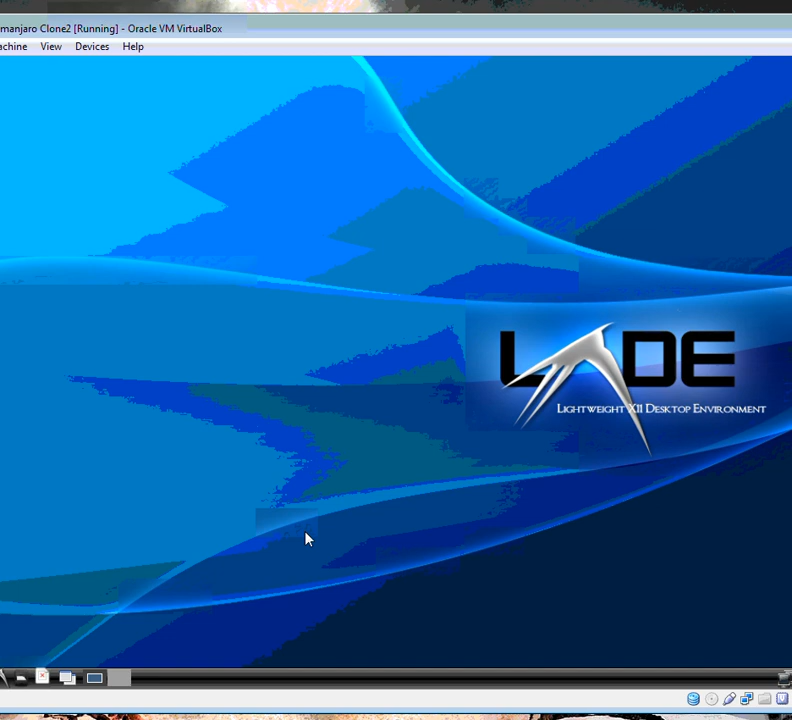 manjaro Clone2 [Running] - Oracle VM VirtualBox
achine View Devices Help
LXDE
LIGHTWEIGHT X11 DESKTOP ENVIRONMENT